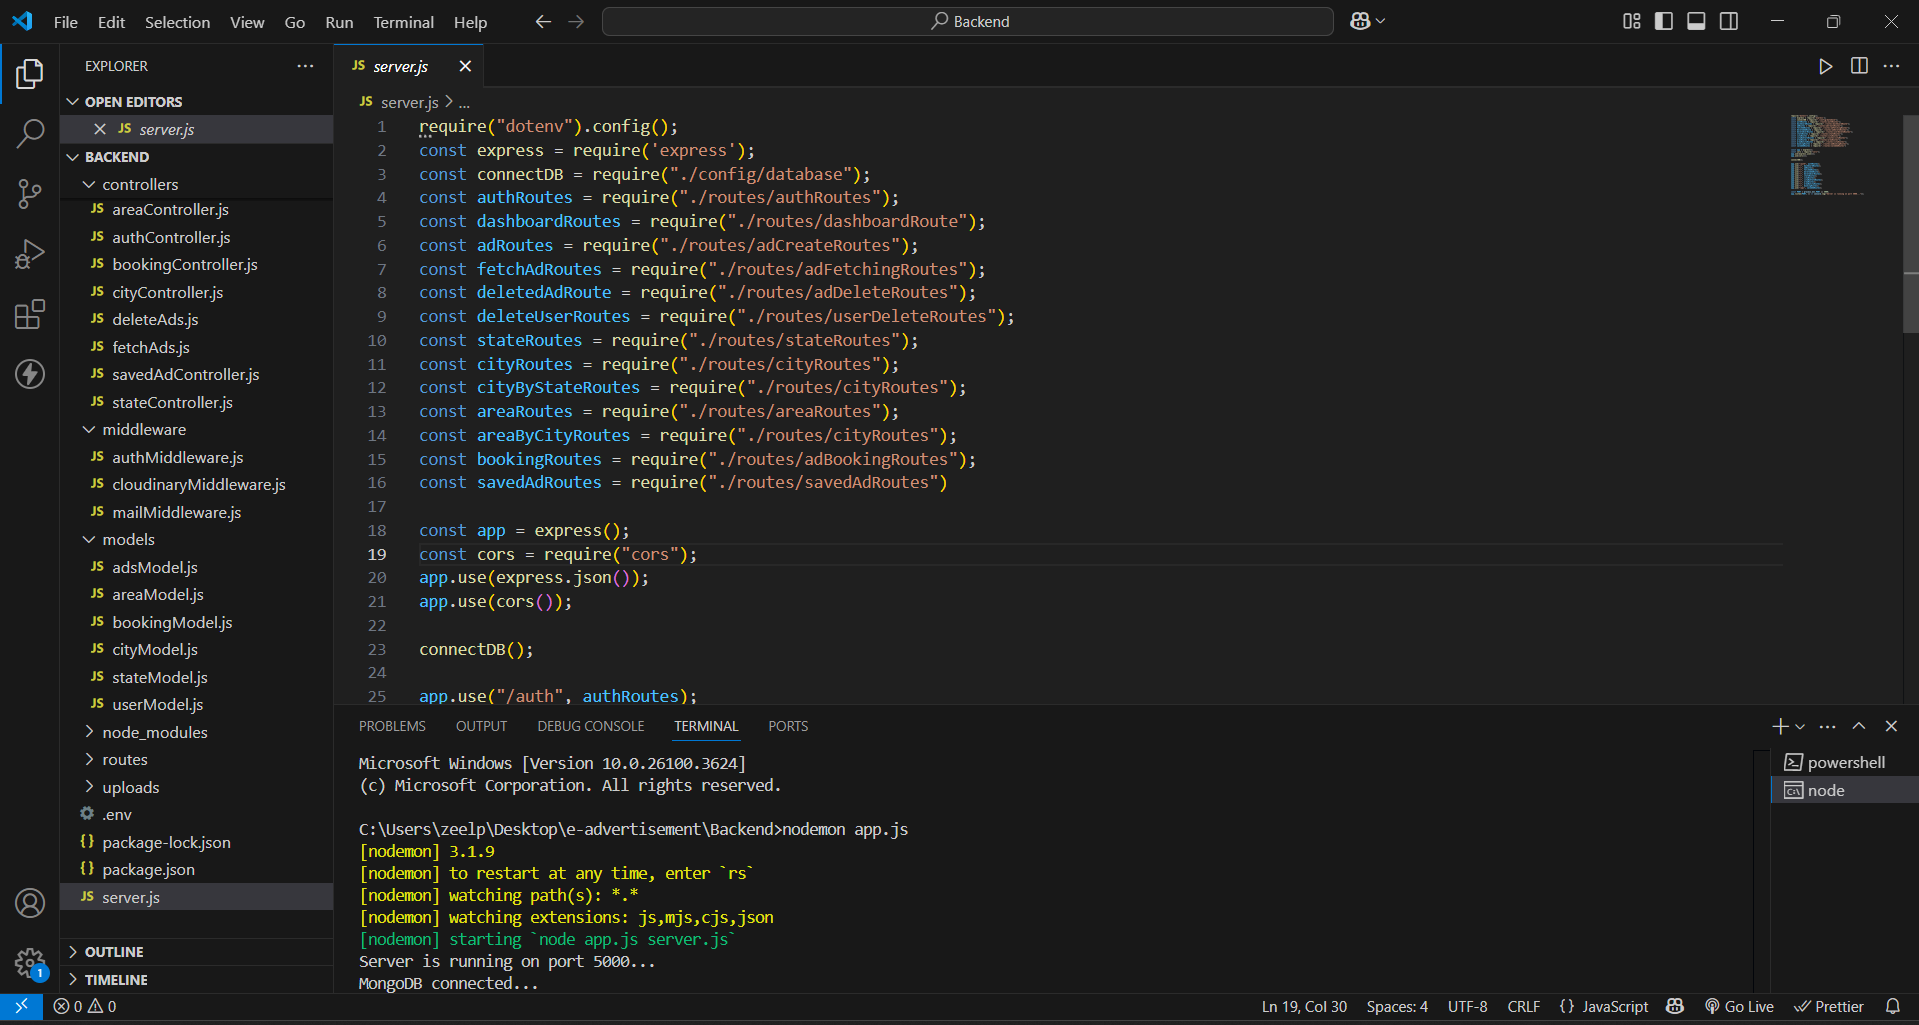 File Edit Selection View Go Run Terminal Help
Backend
EXPLORER
OPEN EDITORS
JS server.js
BACKEND
controllers
JS areaController.js
JS authController.js
JS bookingController.js
JS cityController.js
JS deleteAds.js
JS fetchAds.js
JS savedAdController.js
JS stateController.js
middleware
JS authMiddleware.js
JS cloudinaryMiddleware.js
JS mailMiddleware.js
models
JS adsModel.js
JS areaModel.js
JS bookingModel.js
JS cityModel.js
JS stateModel.js
JS userModel.js
node_modules
routes
uploads
.env
{} package-lock.json
{} package.json
JS server.js
OUTLINE
TIMELINE
JS server.js
JS server.js > ...
1 require("dotenv").config();
2 const express = require('express');
3 const connectDB = require("./config/database");
4 const authRoutes = require("./routes/authRoutes");
5 const dashboardRoutes = require("./routes/dashboardRoute");
6 const adRoutes = require("./routes/adCreateRoutes");
7 const fetchAdRoutes = require("./routes/adFetchingRoutes");
8 const deletedAdRoute = require("./routes/adDeleteRoutes");
9 const deleteUserRoutes = require("./routes/userDeleteRoutes");
10 const stateRoutes = require("./routes/stateRoutes");
11 const cityRoutes = require("./routes/cityRoutes");
12 const cityByStateRoutes = require("./routes/cityRoutes");
13 const areaRoutes = require("./routes/areaRoutes");
14 const areaByCityRoutes = require("./routes/cityRoutes");
15 const bookingRoutes = require("./routes/adBookingRoutes");
16 const savedAdRoutes = require("./routes/savedAdRoutes")
17
18 const app = express();
19 const cors = require("cors");
20 app.use(express.json());
21 app.use(cors());
22
23 connectDB();
24
25 app.use("/auth", authRoutes);
PROBLEMS OUTPUT DEBUG CONSOLE TERMINAL PORTS
Microsoft Windows [Version 10.0.26100.3624]
(c) Microsoft Corporation. All rights reserved.
C:\Users\zeelp\Desktop\e-advertisement\Backend>nodemon app.js
[nodemon] 3.1.9
[nodemon] to restart at any time, enter `rs`
[nodemon] watching path(s): *.*
[nodemon] watching extensions: js,mjs,cjs,json
[nodemon] starting `node app.js server.js`
Server is running on port 5000...
MongoDB connected...
powershell
node
1
0 0
Ln 19, Col 30 Spaces: 4 UTF-8 CRLF {} JavaScript Go Live Prettier